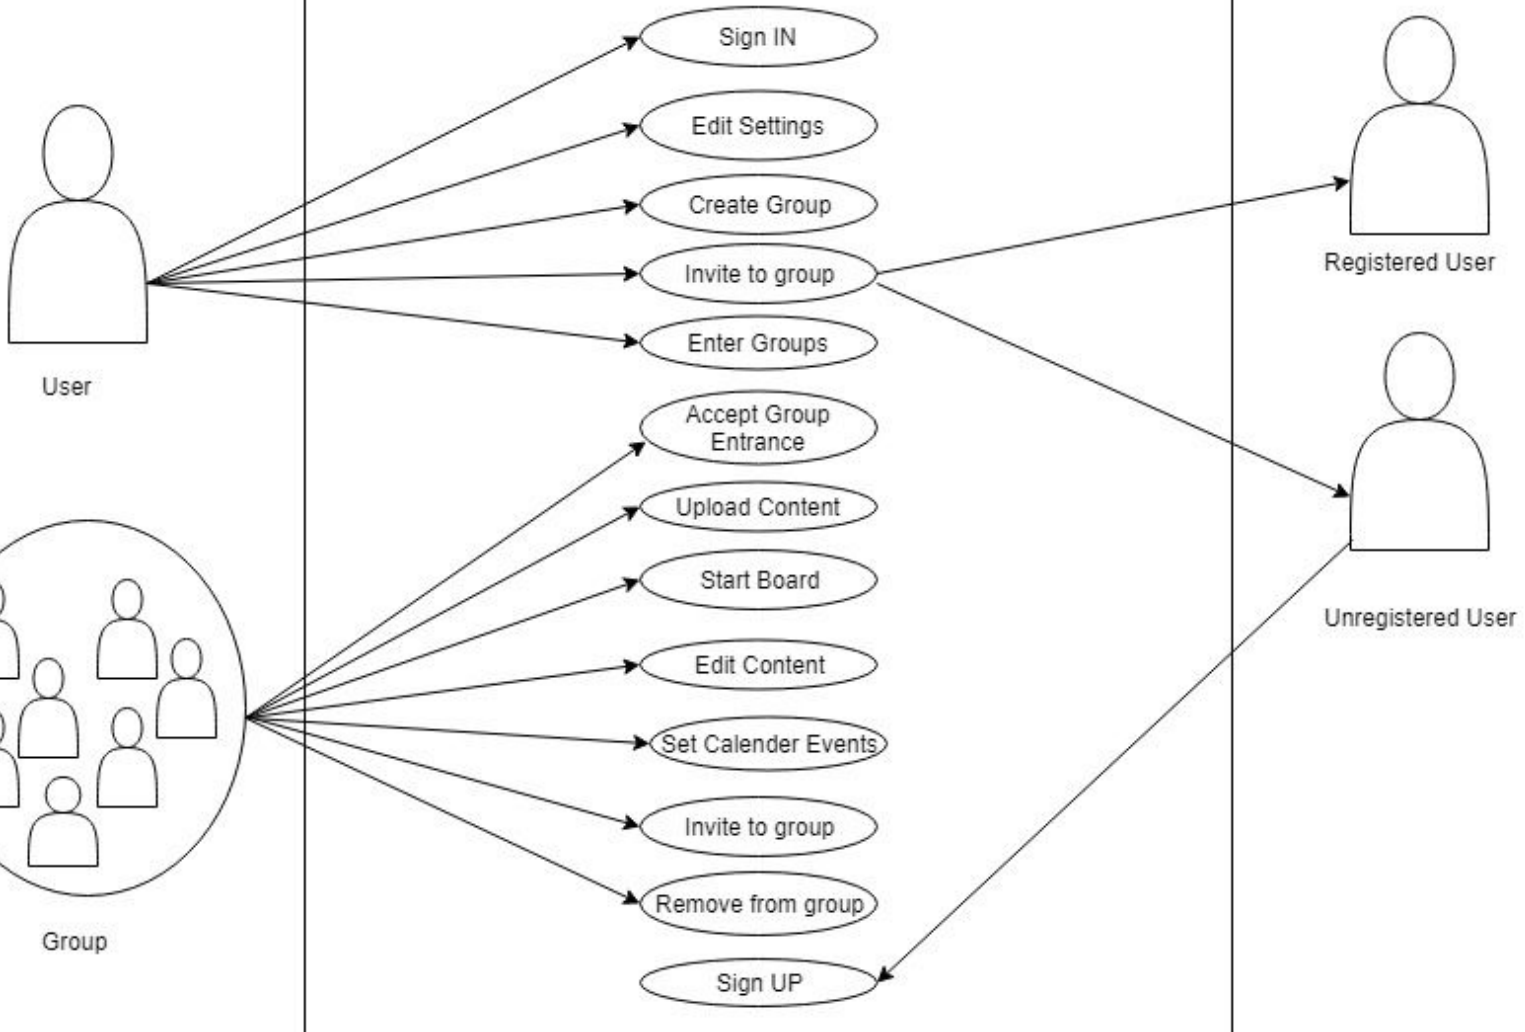 Sign IN
Edit Settings
Create Group
Invite to group
Registered User
Enter Groups
User
Accept Group
Entrance
Upload Content
Start Board
Unregistered User
Edit Content
Set Calender Events
Invite to group
Remove from group
Group
Sign UP